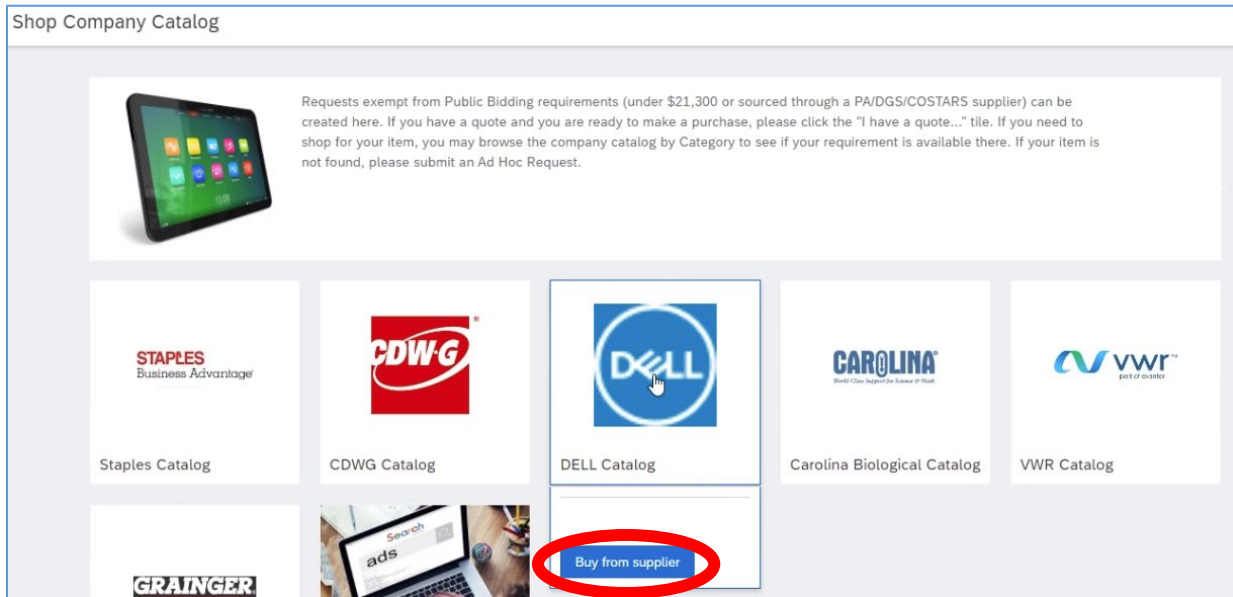 Shop Company Catalog
Requests exempt from Public Bidding requirements (under $21,300 or sourced through a PA/DGS/COSTARS supplier) can be
created here. If you have a quote and you are ready to make a purchase, please click the "I have a quote..." tile. If you need to
shop for your item, you may browse the company catalog by Category to see if your requirement is available there. If your item is
not found, please submit an Ad Hoc Request.
STAPLES
Business Advantage
CDW·G
DELL
CAROLINA
World-Class Support for Science & Math
vwr™
part of avantor
Staples Catalog
CDWG Catalog
DELL Catalog
Carolina Biological Catalog
VWR Catalog
Search
ads
Buy from supplier
GRAINGER